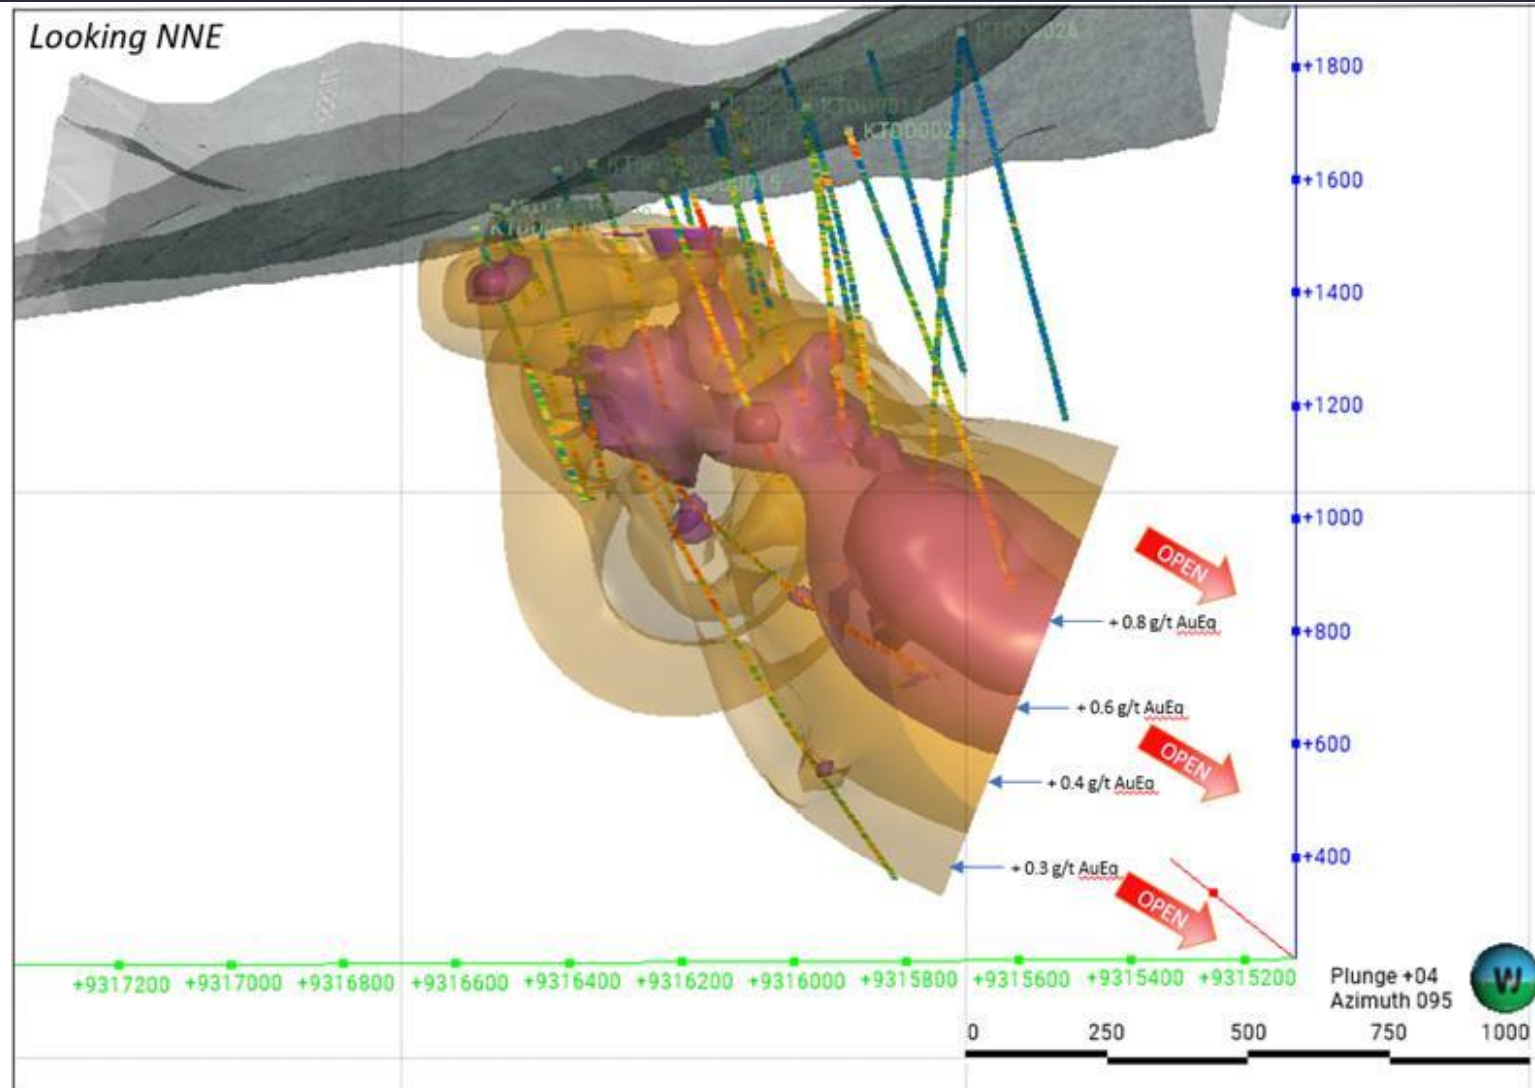 Looking NNE
KTDD0026
+1800
KTDD0023
+1600
+1400
+1200
+1000
OPEN
+ 0.8 g/t AuEq
+800
+ 0.6 g/t AuEq
OPEN
+600
+ 0.4 g/t AuEq
+ 0.3 g/t AuEq
+400
OPEN
+9317200 +9317000 +9316800 +9316600 +9316400 +9316200 +9316000 +9315800 +9315600 +9315400 +9315200
Plunge +04
Azimuth 095
0 250 500 750 1000